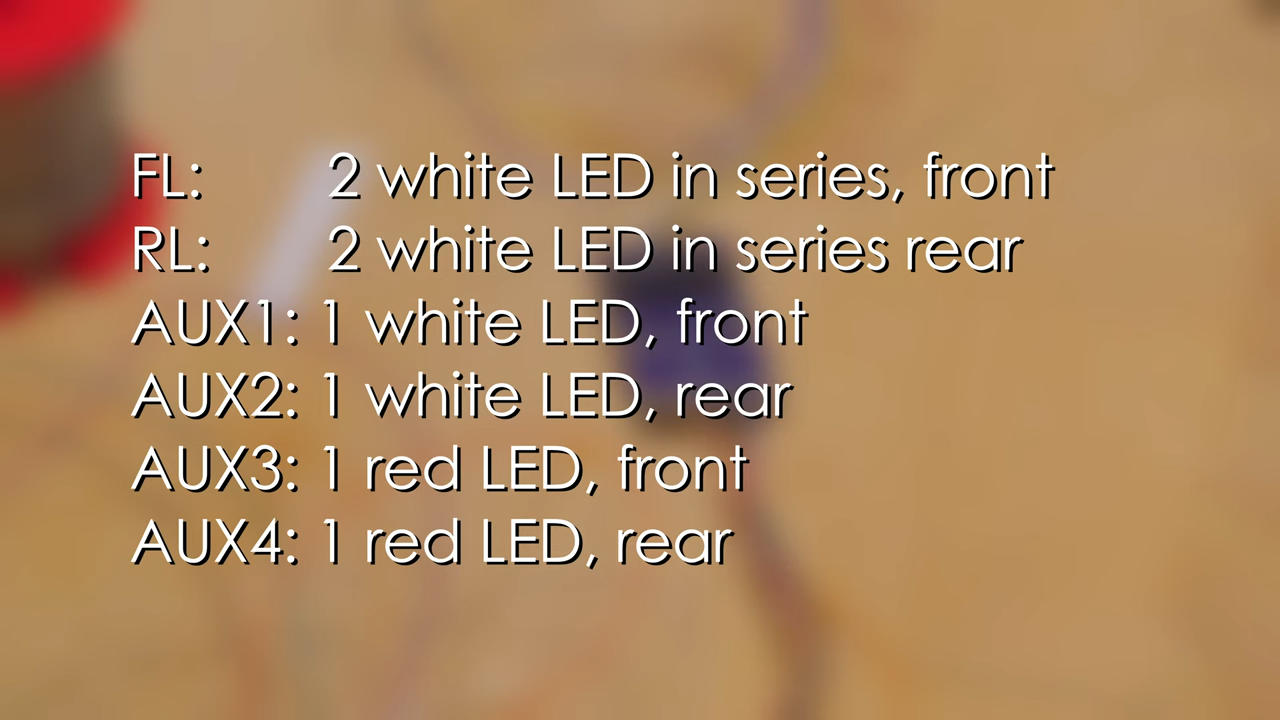 FL: 2 white LED in series, front
RL: 2 white LED in series rear
AUX1: 1 white LED, front
AUX2: 1 white LED, rear
AUX3: 1 red LED, front
AUX4: 1 red LED, rear